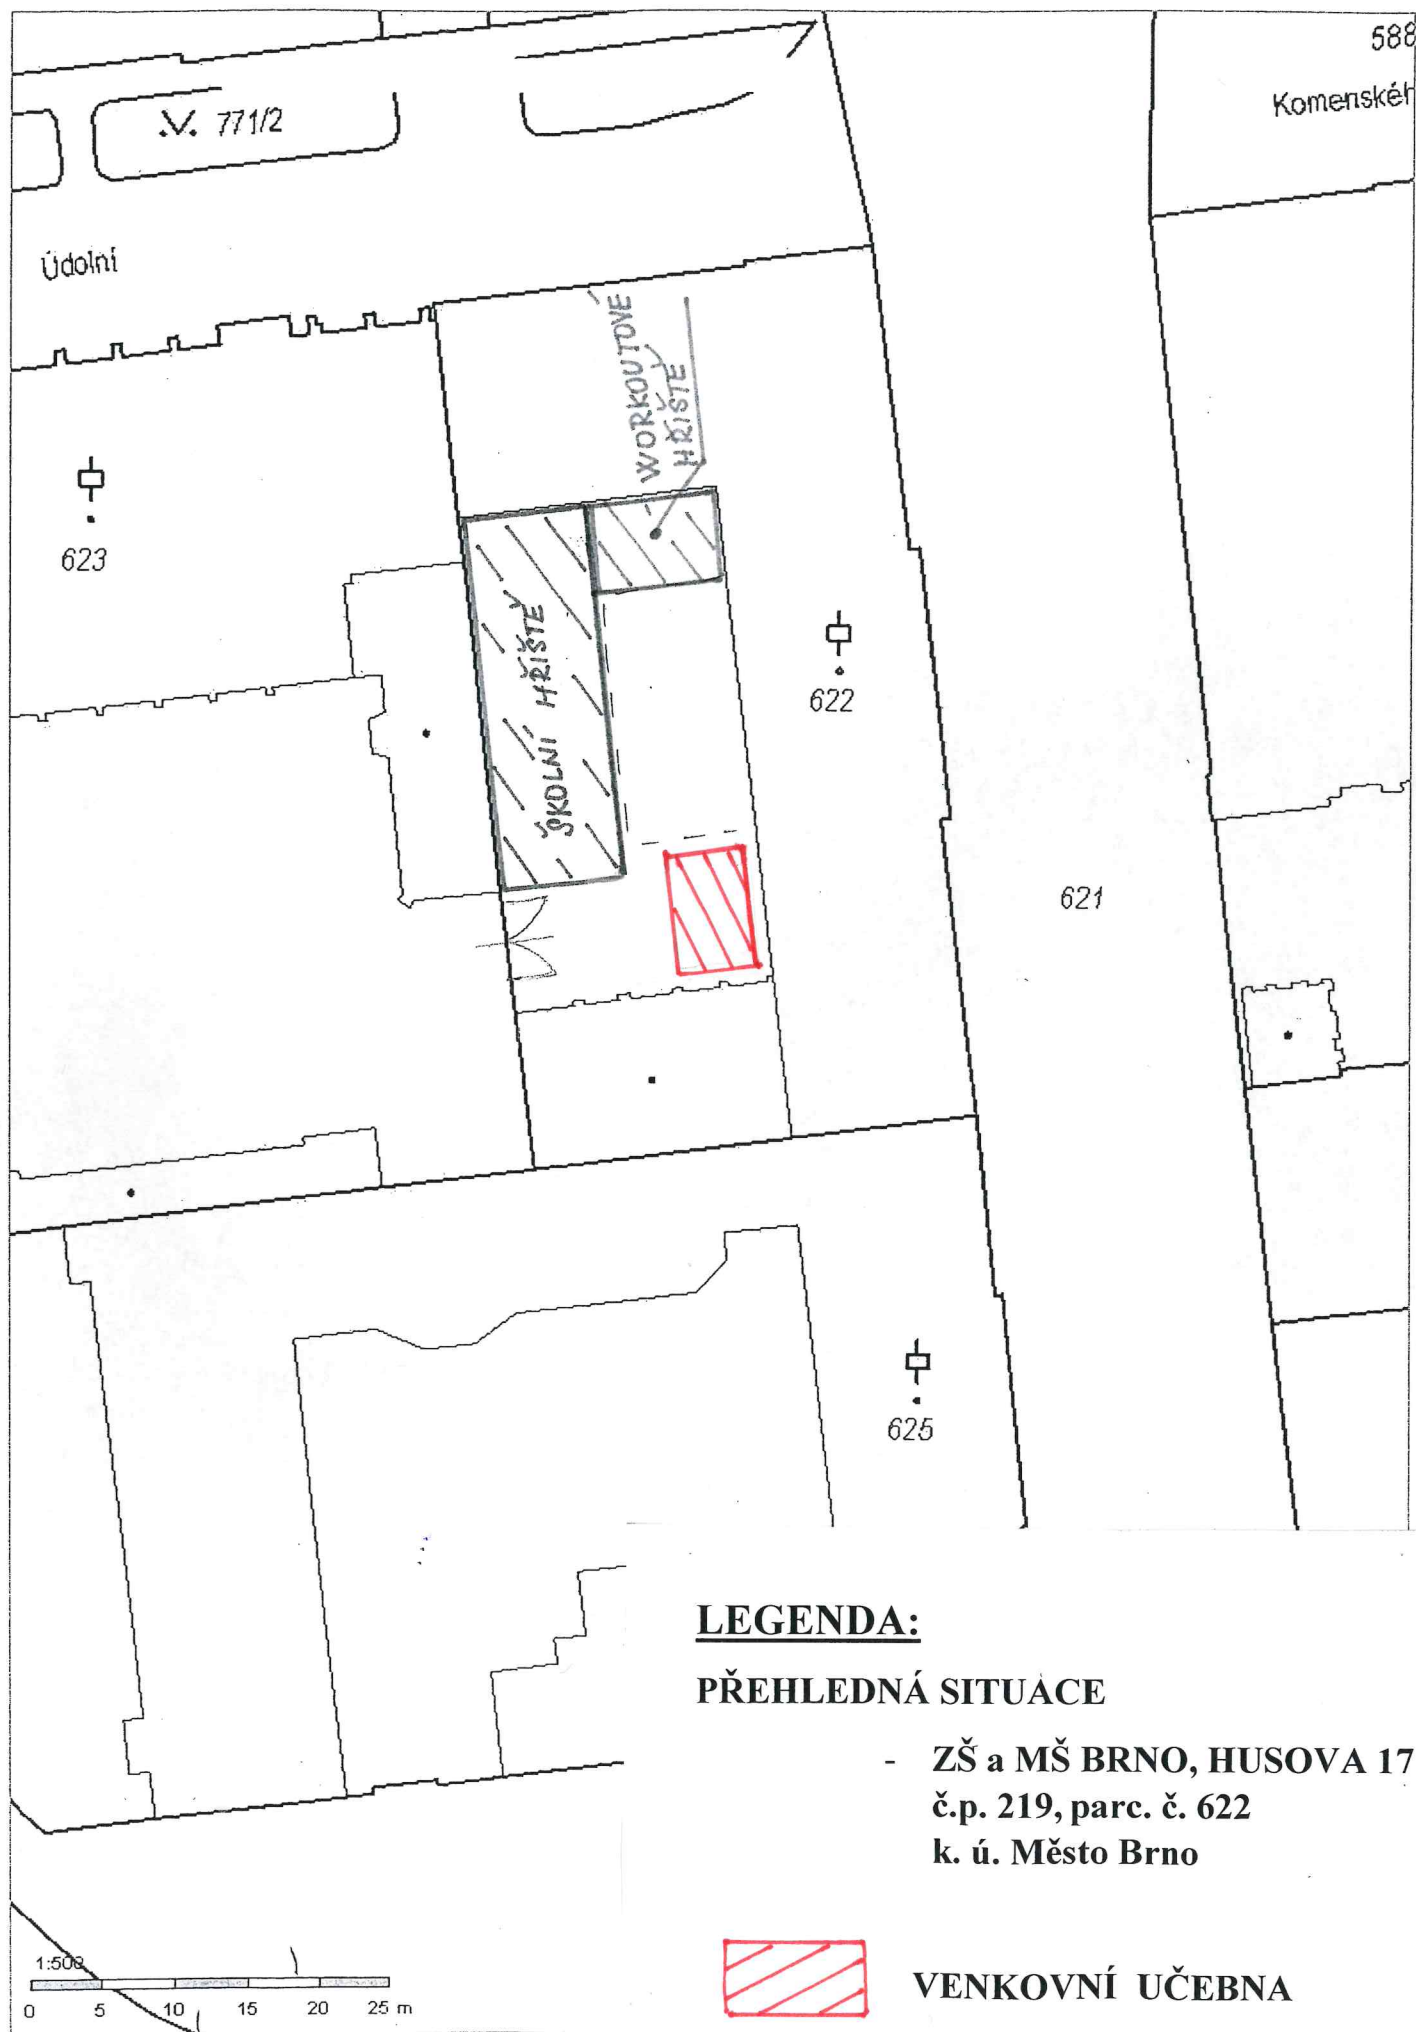 588
Komenskéh
771/2
Údolní
WORKOUTOVÉ
HŘIŠTĚ
623
ŠKOLNÍ HŘIŠTĚ
622
621
625
LEGENDA:
PŘEHLEDNÁ SITUACE
- ZŠ a MŠ BRNO, HUSOVA 17
č.p. 219, parc. č. 622
k. ú. Město Brno
1:500
0 5 10 15 20 25 m
VENKOVNÍ UČEBNA